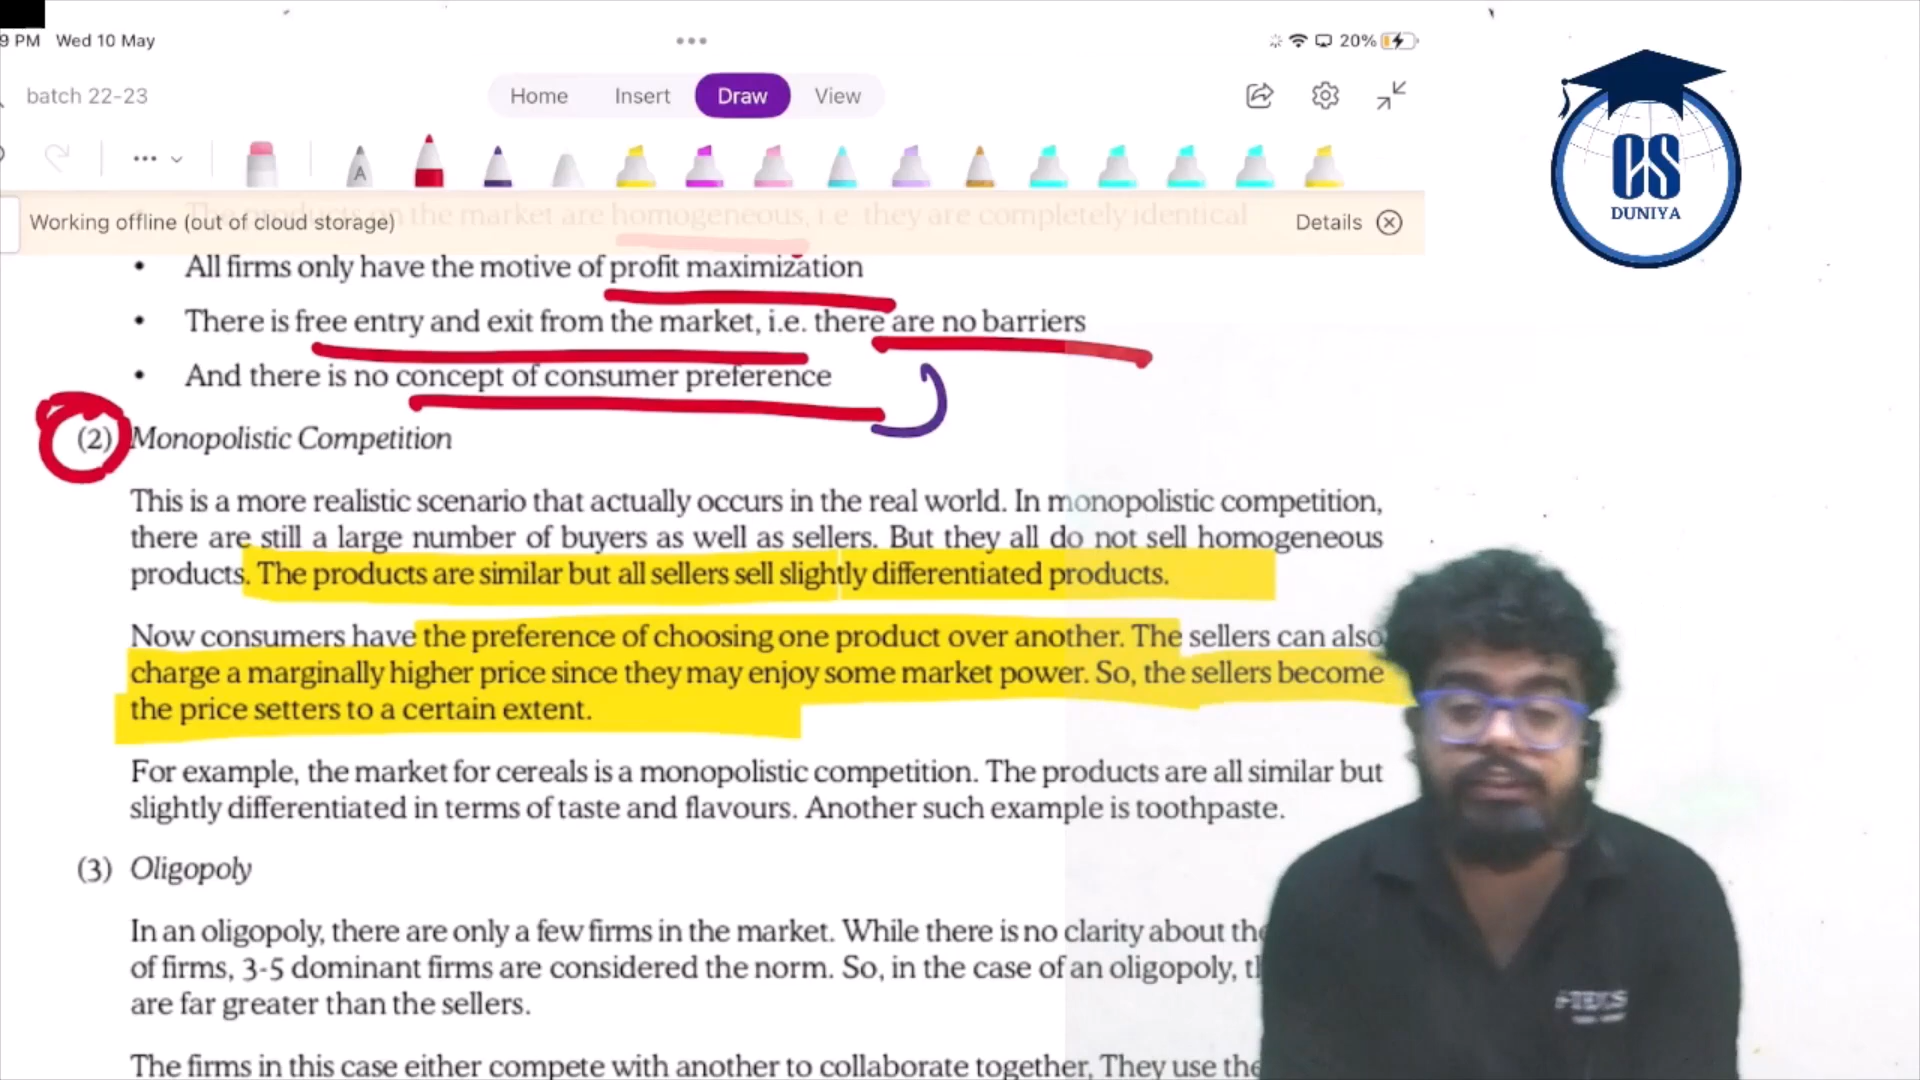 9 PM Wed 10 May
20%
batch 22-23
Home Insert Draw View
A
The products on the market are homogeneous, i.e they are completely identical
Working offline (out of cloud storage) Details
• All firms only have the motive of profit maximization
• There is free entry and exit from the market, i.e. there are no barriers
• And there is no concept of consumer preference
(2) Monopolistic Competition
This is a more realistic scenario that actually occurs in the real world. In monopolistic competition,
there are still a large number of buyers as well as sellers. But they all do not sell homogeneous
products. The products are similar but all sellers sell slightly differentiated products.
Now consumers have the preference of choosing one product over another. The sellers can also
charge a marginally higher price since they may enjoy some market power. So, the sellers become
the price setters to a certain extent.
For example, the market for cereals is a monopolistic competition. The products are all similar but
slightly differentiated in terms of taste and flavours. Another such example is toothpaste.
(3) Oligopoly
In an oligopoly, there are only a few firms in the market. While there is no clarity about the
of firms, 3-5 dominant firms are considered the norm. So, in the case of an oligopoly,
are far greater than the sellers.
The firms in this case either compete with another to collaborate together, They use the
CS
DUNIYA